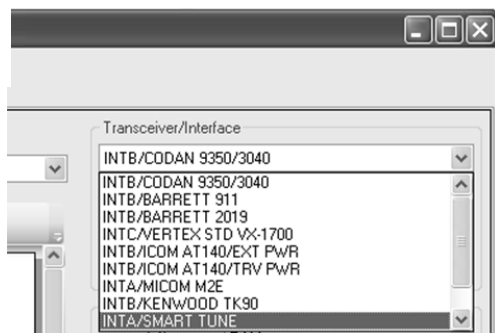 Transceiver/Interface
INTB/CODAN 9350/3040
INTB/CODAN 9350/3040
INTB/BARRETT 911
INTB/BARRETT 2019
INTC/VERTEX STD VX-1700
INTB/ICOM AT140/EXT PWR
INTB/ICOM AT140/TRV PWR
INTA/MICOM M2E
INTB/KENWOOD TK90
INTA/SMART TUNE